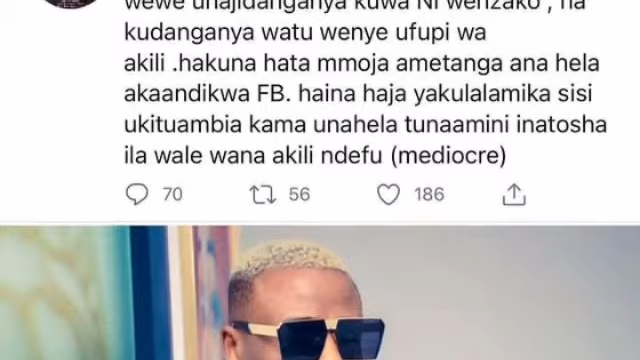 wewe unajidanganya kuwa Ni wenzako , na
kudanganya watu wenye ufupi wa
akili .hakuna hata mmoja ametanga ana hela
akaandikwa FB. haina haja yakulalamika sisi
ukituambia kama unahela tunaamini inatosha
ila wale wana akili ndefu (mediocre)
70 56 186